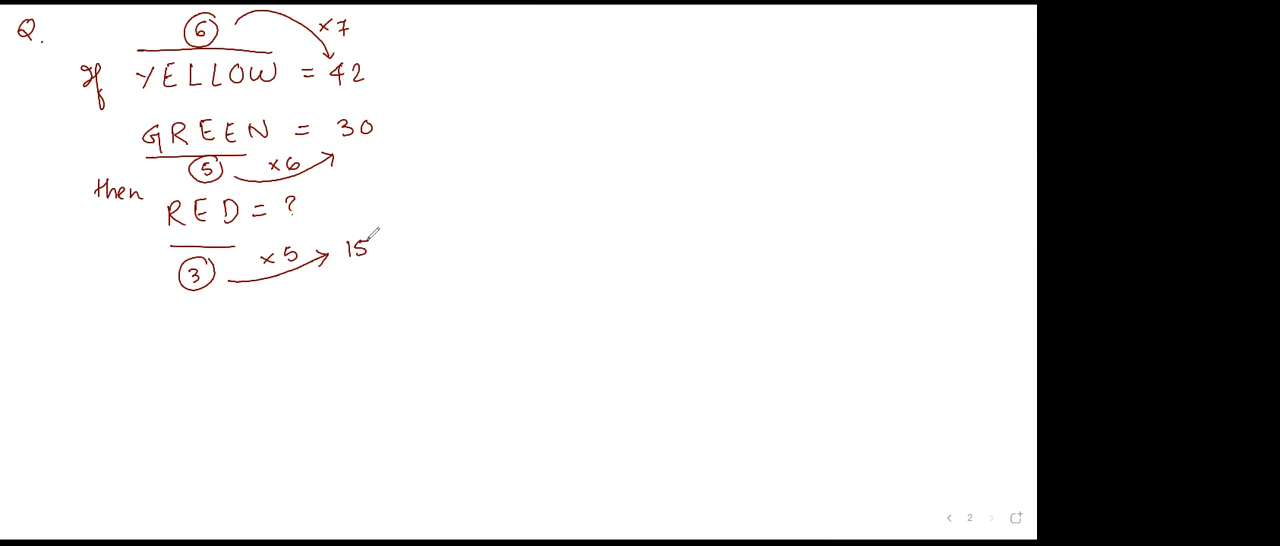 Q.
6 ×7
If YELLOW = 42
GREEN = 30
5 ×6
then
RED = ?
3 ×5 15
2